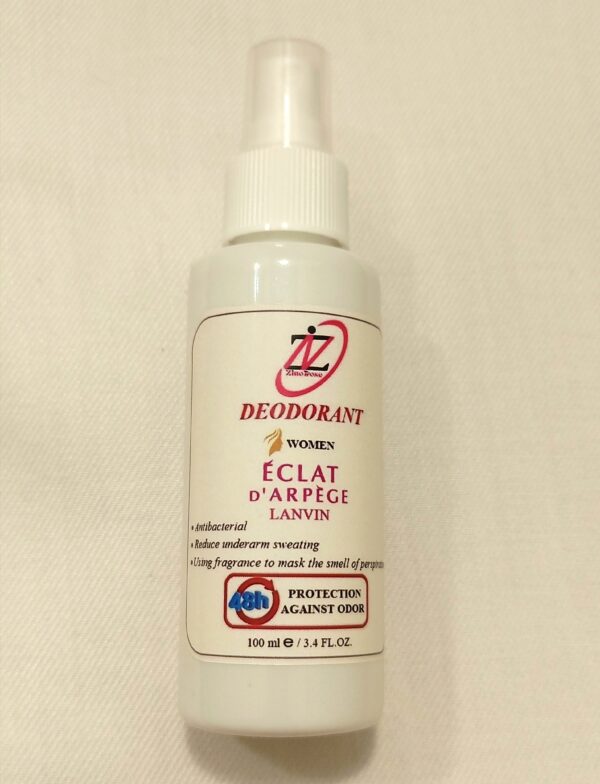 ZinoTrose
DEODORANT
WOMEN
ÉCLAT
D'ARPÈGE
LANVIN
• Antibacterial
• Reduce underarm sweating
• Using fragrance to mask the smell of
48h
PROTECTION
AGAINST ODOR
100 ml e / 3.4 FL.OZ.